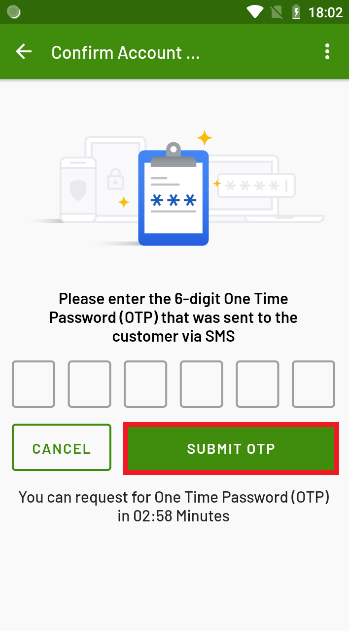 18:02
Confirm Account ...
***
****|
Please enter the 6-digit One Time
Password (OTP) that was sent to the
customer via SMS
CANCEL
SUBMIT OTP
You can request for One Time Password (OTP)
in 02:58 Minutes